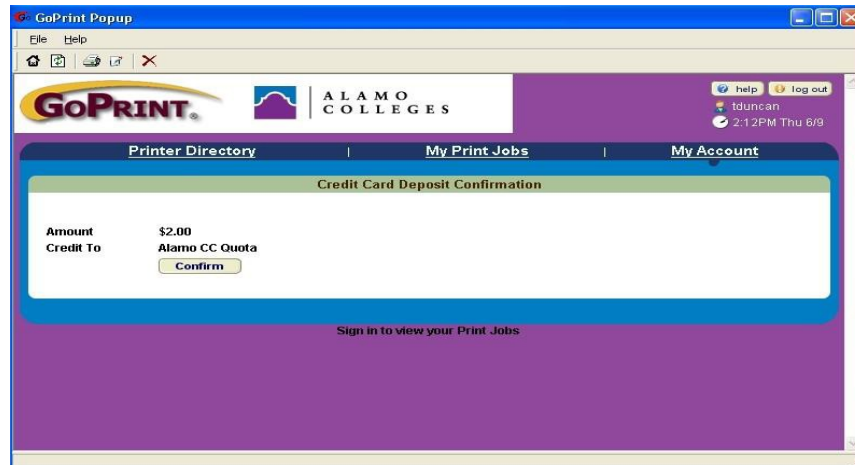 GoPrint Popup
File Help
GOPRINT®
ALAMO
COLLEGES
help log out
tduncan
2:12PM Thu 6/9
Printer Directory | My Print Jobs | My Account
Credit Card Deposit Confirmation
Amount $2.00
Credit To Alamo CC Quota
Confirm
Sign in to view your Print Jobs